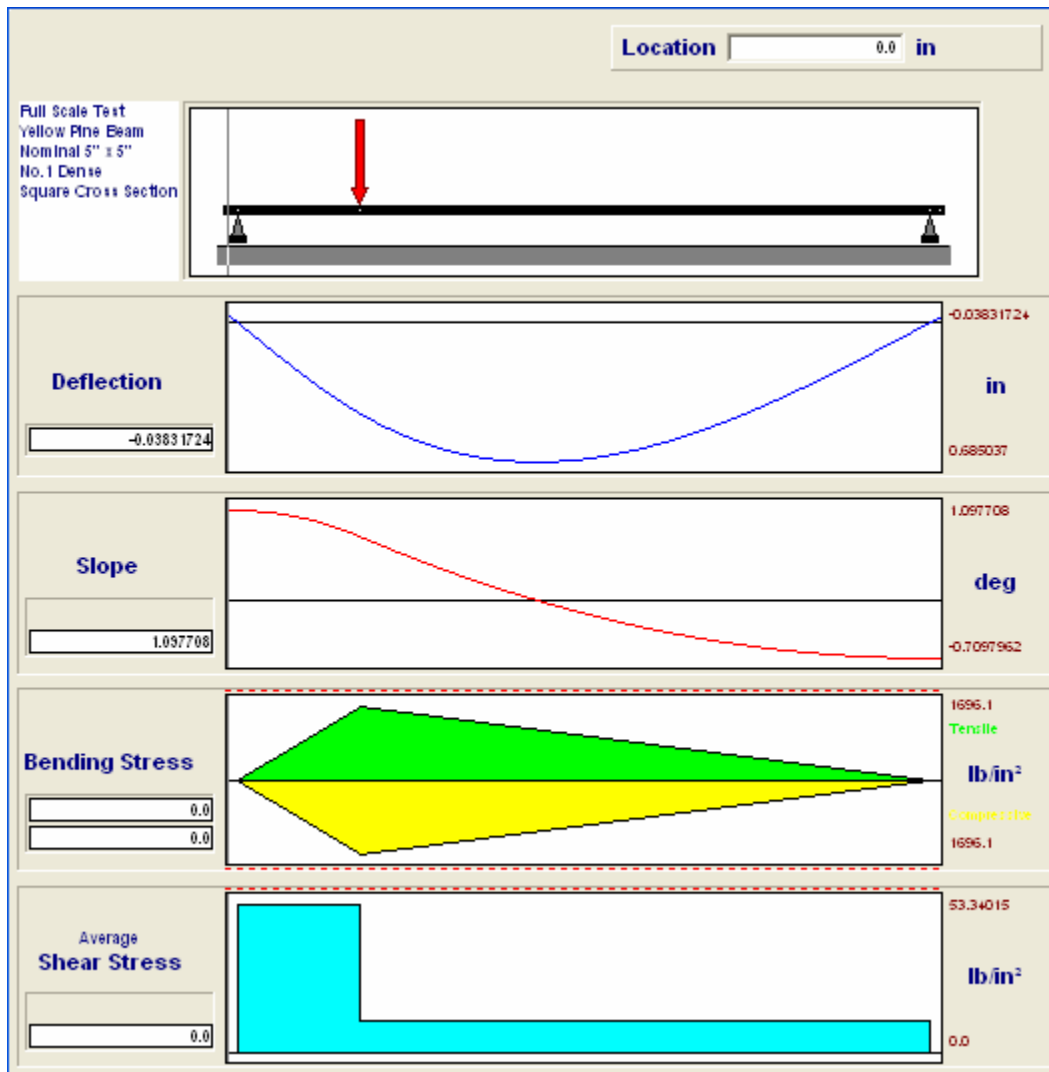 Location 0.0 in
Full Scale Test
Yellow Pine Beam
Nominal 5" x 5"
No.1 Dense
Square Cross Section
Deflection
-0.03831724
-0.03831724
in
0.685037
Slope
1.097708
1.097708
deg
-0.7097962
Bending Stress
0.0
0.0
1696.1
Tensile
lb/in²
Compressive
1696.1
Average
Shear Stress
0.0
53.34015
lb/in²
0.0